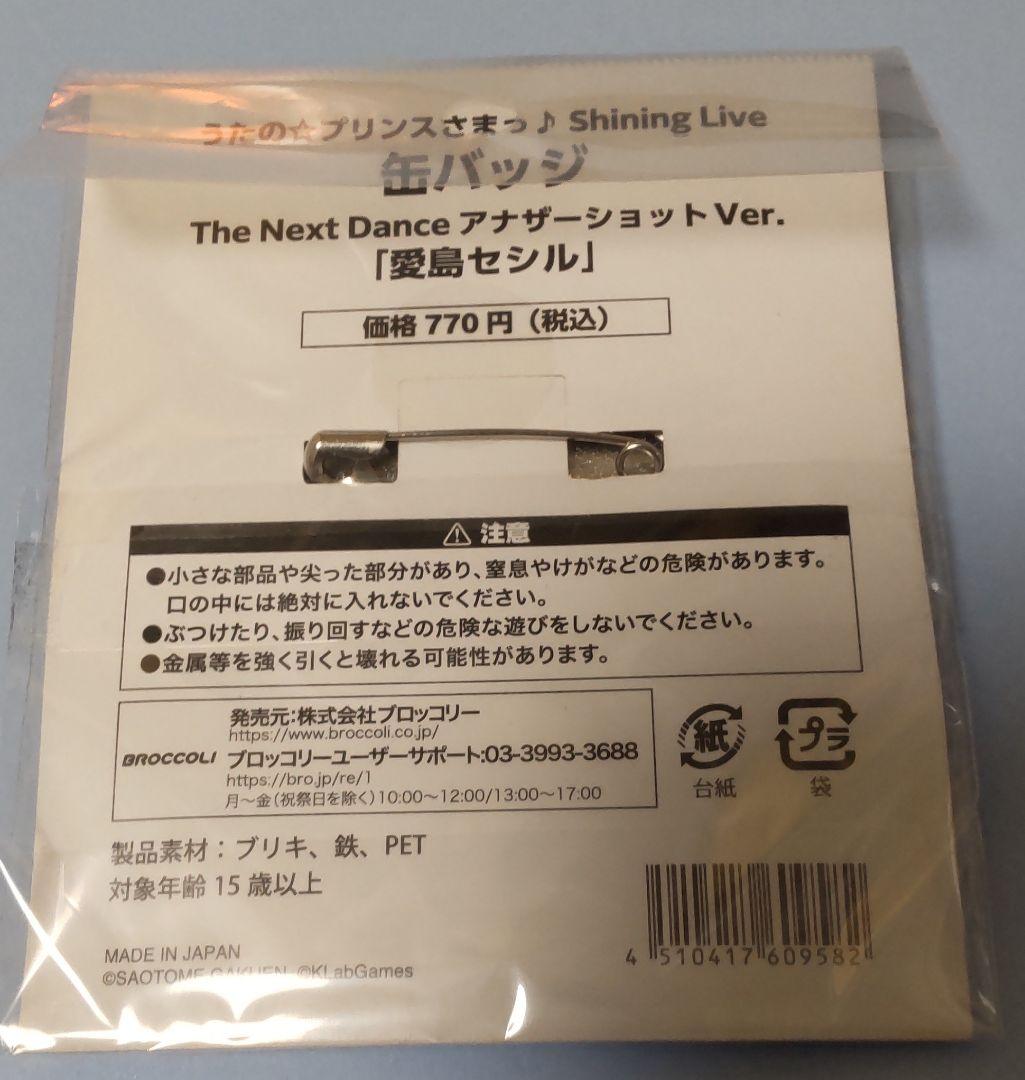 うたの☆プリンスさまっ♪ Shining Live
缶バッジ
The Next Dance アナザーショット Ver.
「愛島セシル」
価格 770 円（税込）
⚠ 注意
●小さな部品や尖った部分があり、窒息やけがなどの危険があります。
口の中には絶対に入れないでください。
●ぶつけたり、振り回すなどの危険な遊びをしないでください。
●金属等を強く引くと壊れる可能性があります。
BROCCOLI
発売元:株式会社ブロッコリー
https://www.broccoli.co.jp/
ブロッコリーユーザーサポート:03-3993-3688
https://bro.jp/re/1
月～金（祝祭日を除く）10:00～12:00/13:00～17:00
紙
台紙
プラ
袋
製品素材：ブリキ、鉄、PET
対象年齢 15 歳以上
MADE IN JAPAN
©SAOTOME GAKUEN ©KLabGames
4 510417 609582